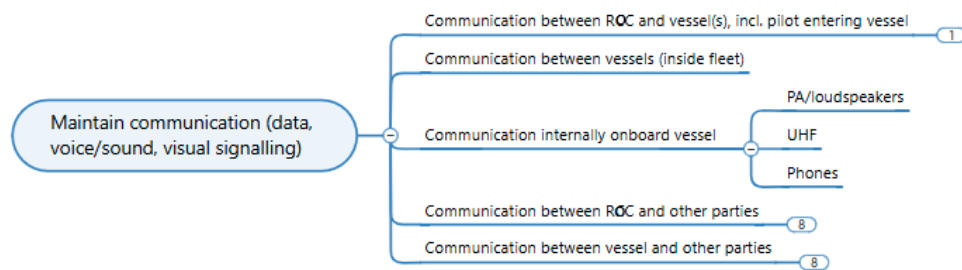 Communication between ROC and vessel(s), incl. pilot entering vessel
1
Communication between vessels (inside fleet)
PA/loudspeakers
Maintain communication (data,
voice/sound, visual signalling)
Communication internally onboard vessel
UHF
Phones
Communication between ROC and other parties
8
Communication between vessel and other parties
8